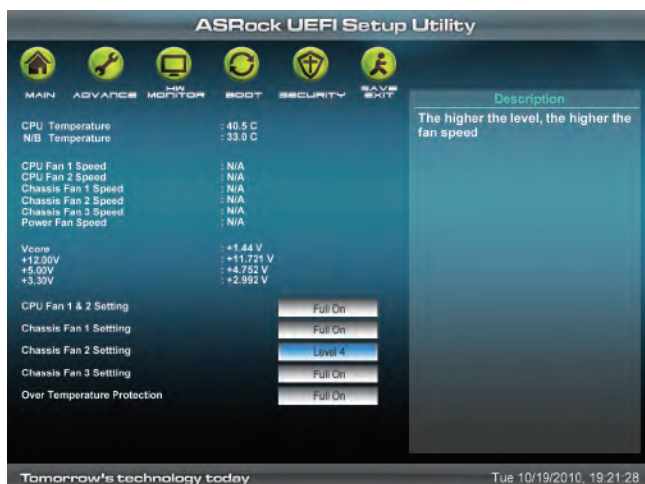 ASRock UEFI Setup Utility
MAIN ADVANCE HW MONITOR BOOT SECURITY SAVE EXIT
Description
The higher the level, the higher the fan speed
CPU Temperature : 40.5 C
N/B Temperature : 33.0 C
CPU Fan 1 Speed : N/A
CPU Fan 2 Speed : N/A
Chassis Fan 1 Speed : N/A
Chassis Fan 2 Speed : N/A
Chassis Fan 3 Speed : N/A
Power Fan Speed : N/A
Vcore : +1.44 V
+12.00V : +11.721 V
+5.00V : +4.752 V
+3.30V : +2.992 V
CPU Fan 1 & 2 Setting Full On
Chassis Fan 1 Settting Full On
Chassis Fan 2 Settting Level 4
Chassis Fan 3 Settting Full On
Over Temperature Protection Full On
Tomorrow's technology today
Tue 10/19/2010, 19:21:28